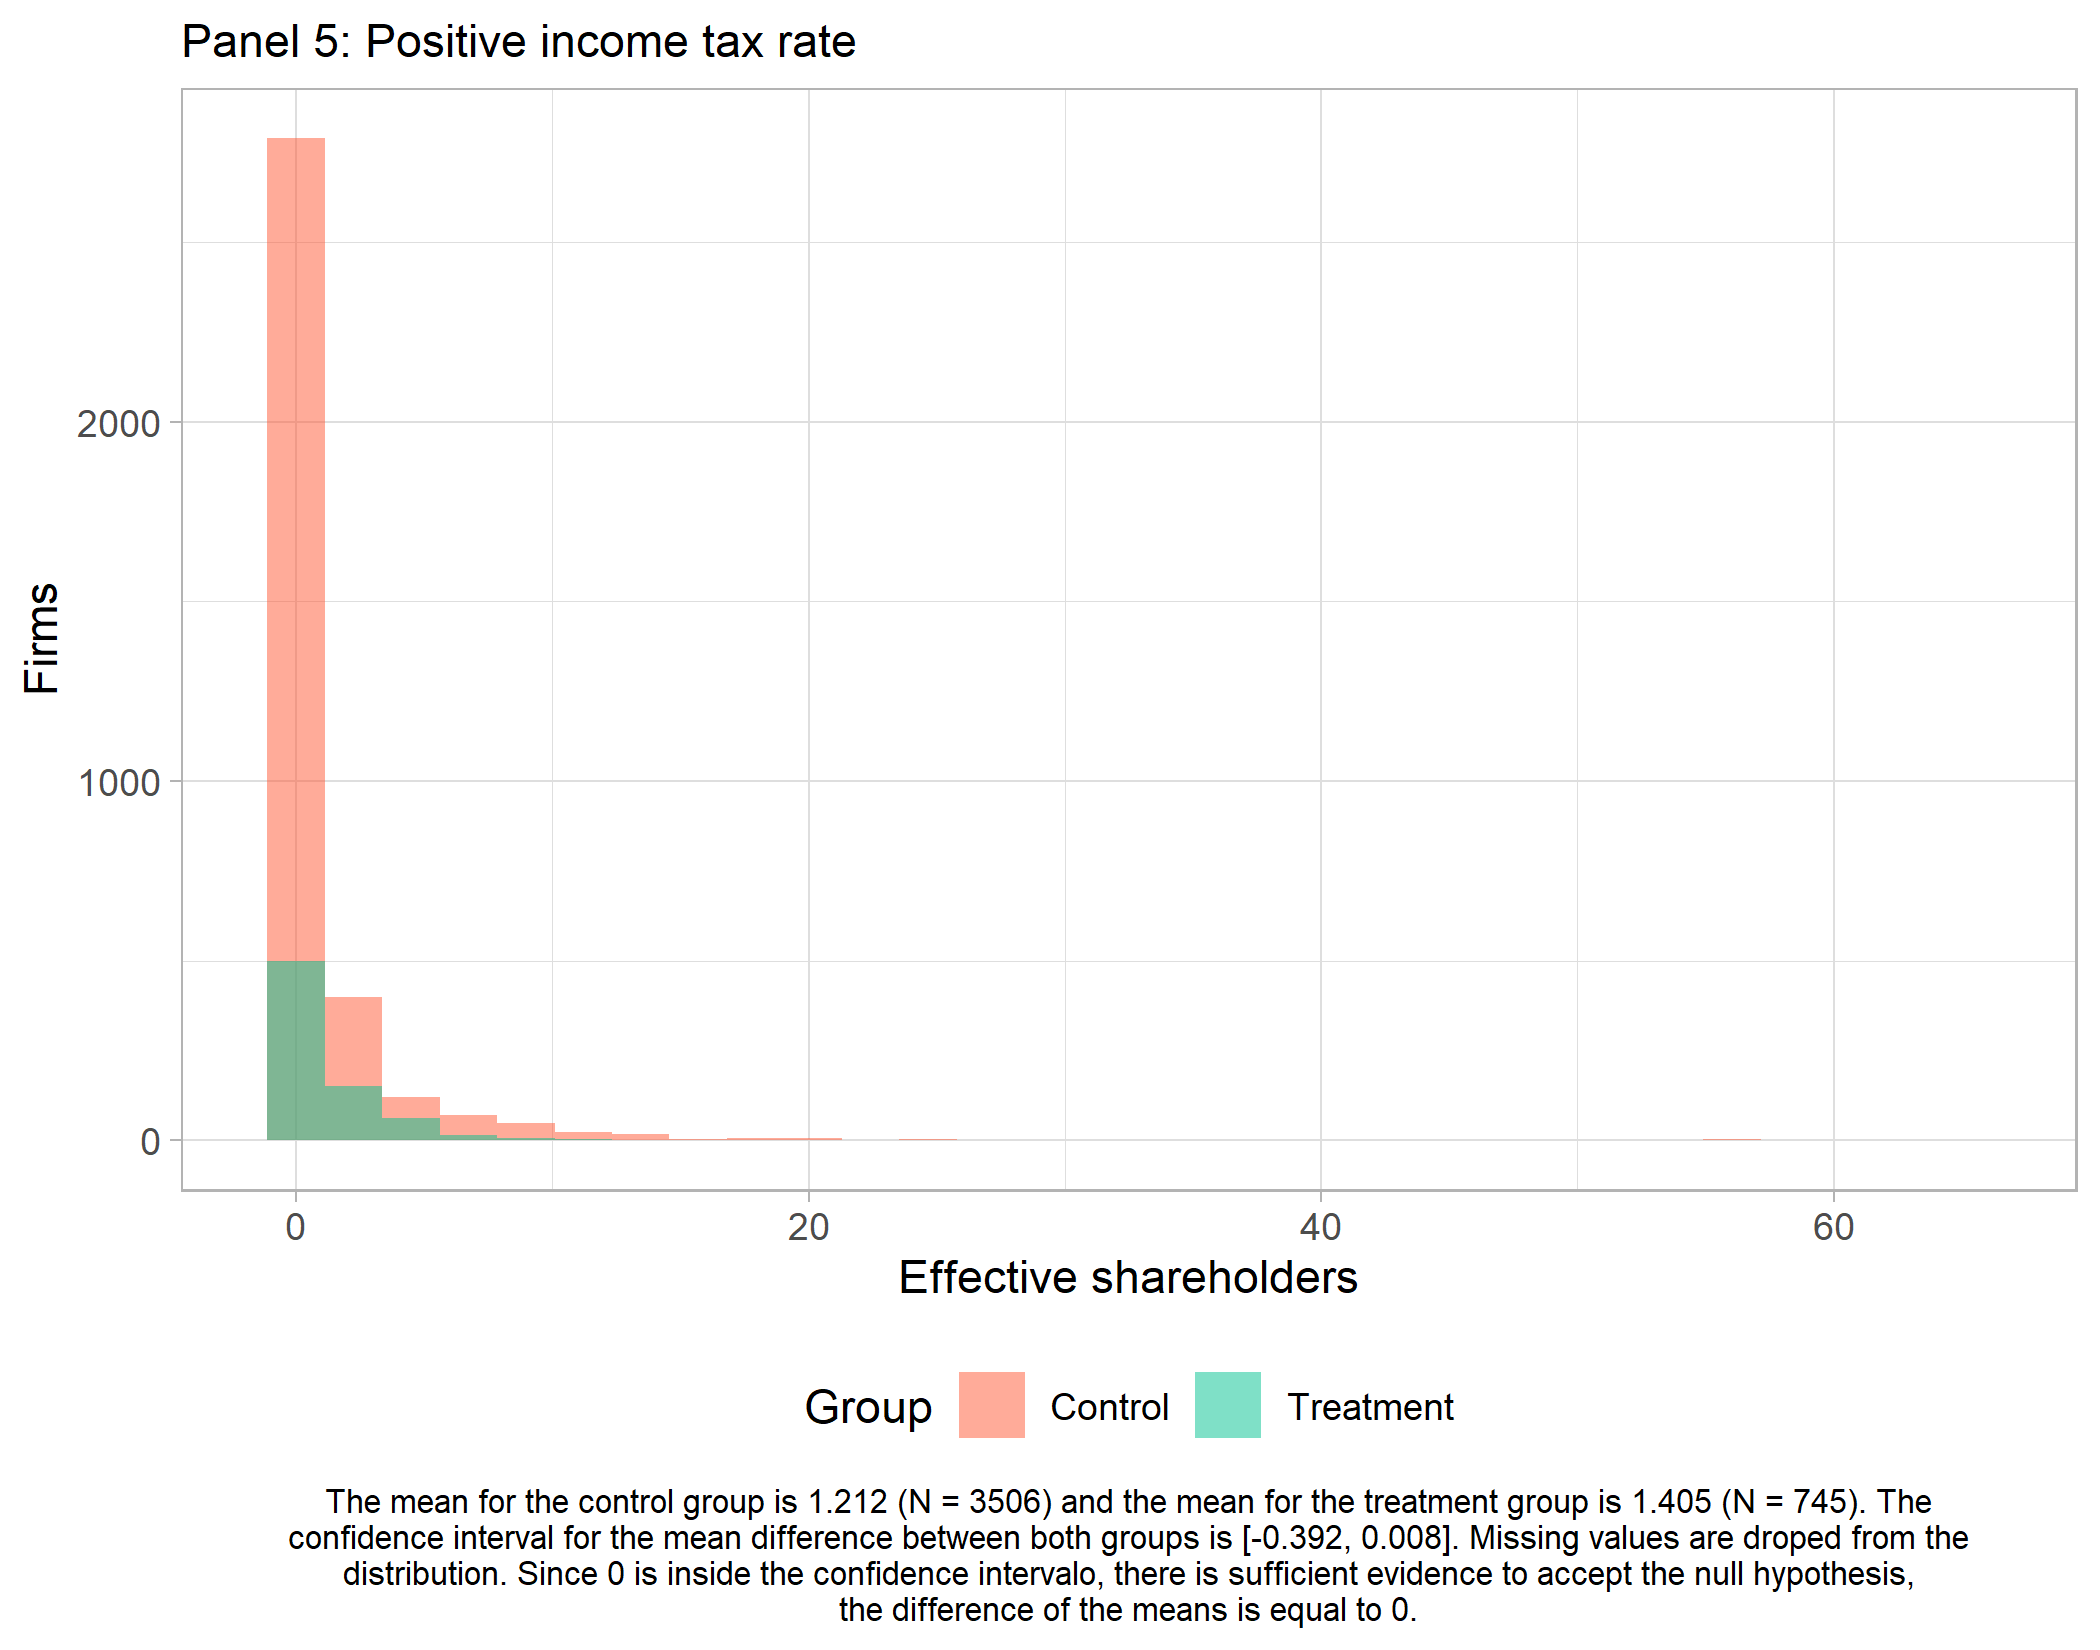 Panel 5: Positive income tax rate
2000
1000
0
Firms
0 20 40 60
Effective shareholders
Group Control Treatment
The mean for the control group is 1.212 (N = 3506) and the mean for the treatment group is 1.405 (N = 745). The
confidence interval for the mean difference between both groups is [-0.392, 0.008]. Missing values are droped from the
distribution. Since 0 is inside the confidence intervalo, there is sufficient evidence to accept the null hypothesis,
the difference of the means is equal to 0.